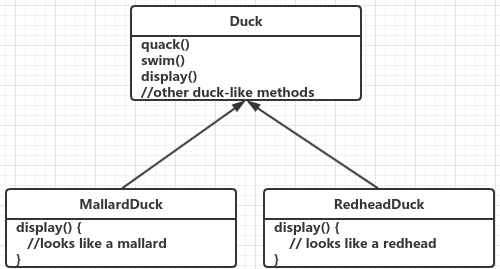 Duck
quack()
swim()
display()
//other duck-like methods
MallardDuck
display() {
//looks like a mallard
}
RedheadDuck
display() {
// looks like a redhead
}